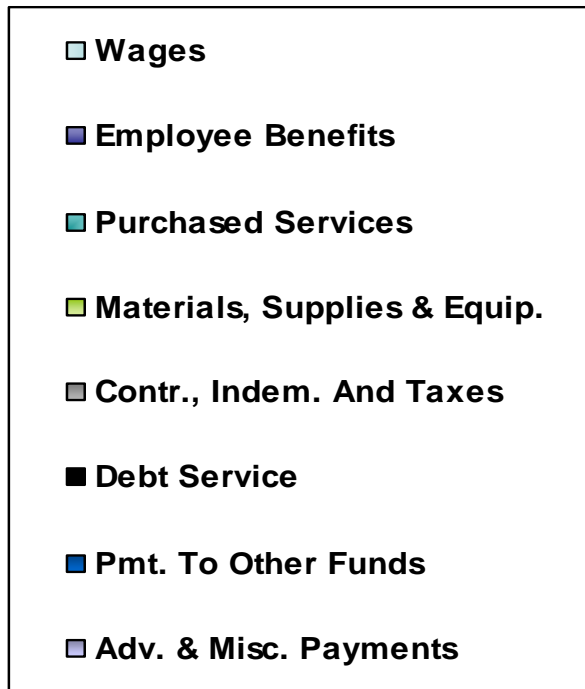 Wages
Employee Benefits
Purchased Services
Materials, Supplies & Equip.
Contr., Indem. And Taxes
Debt Service
Pmt. To Other Funds
Adv. & Misc. Payments